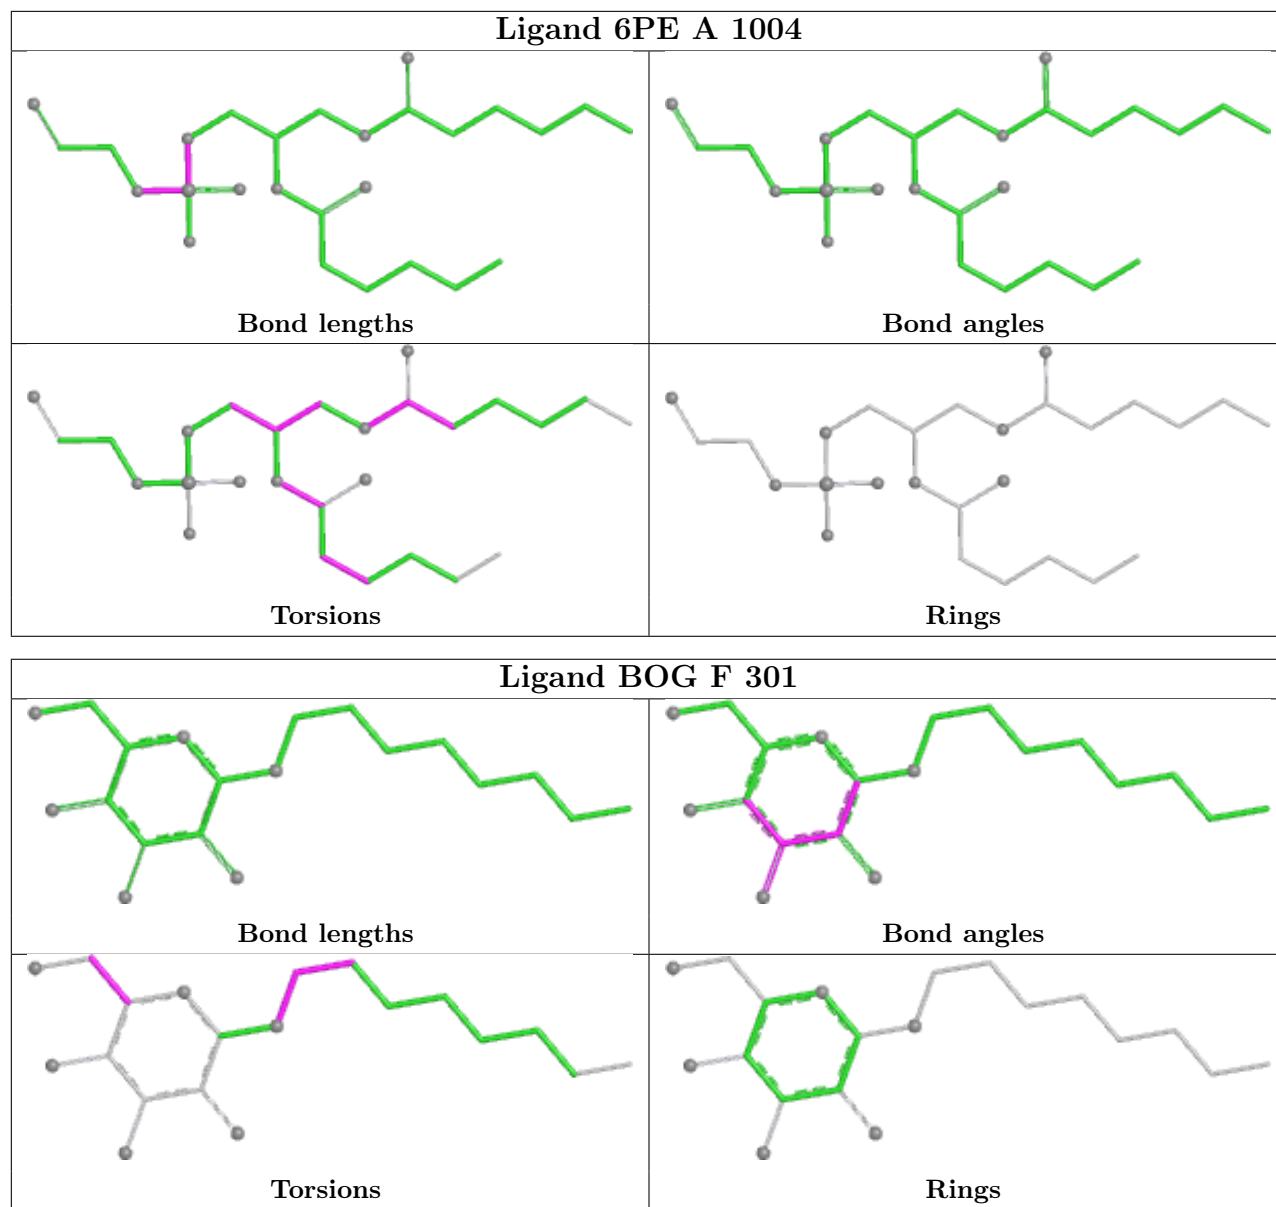 Ligand 6PE A 1004
Bond lengths
Bond angles
Torsions
Rings
Ligand BOG F 301
Bond lengths
Bond angles
Torsions
Rings